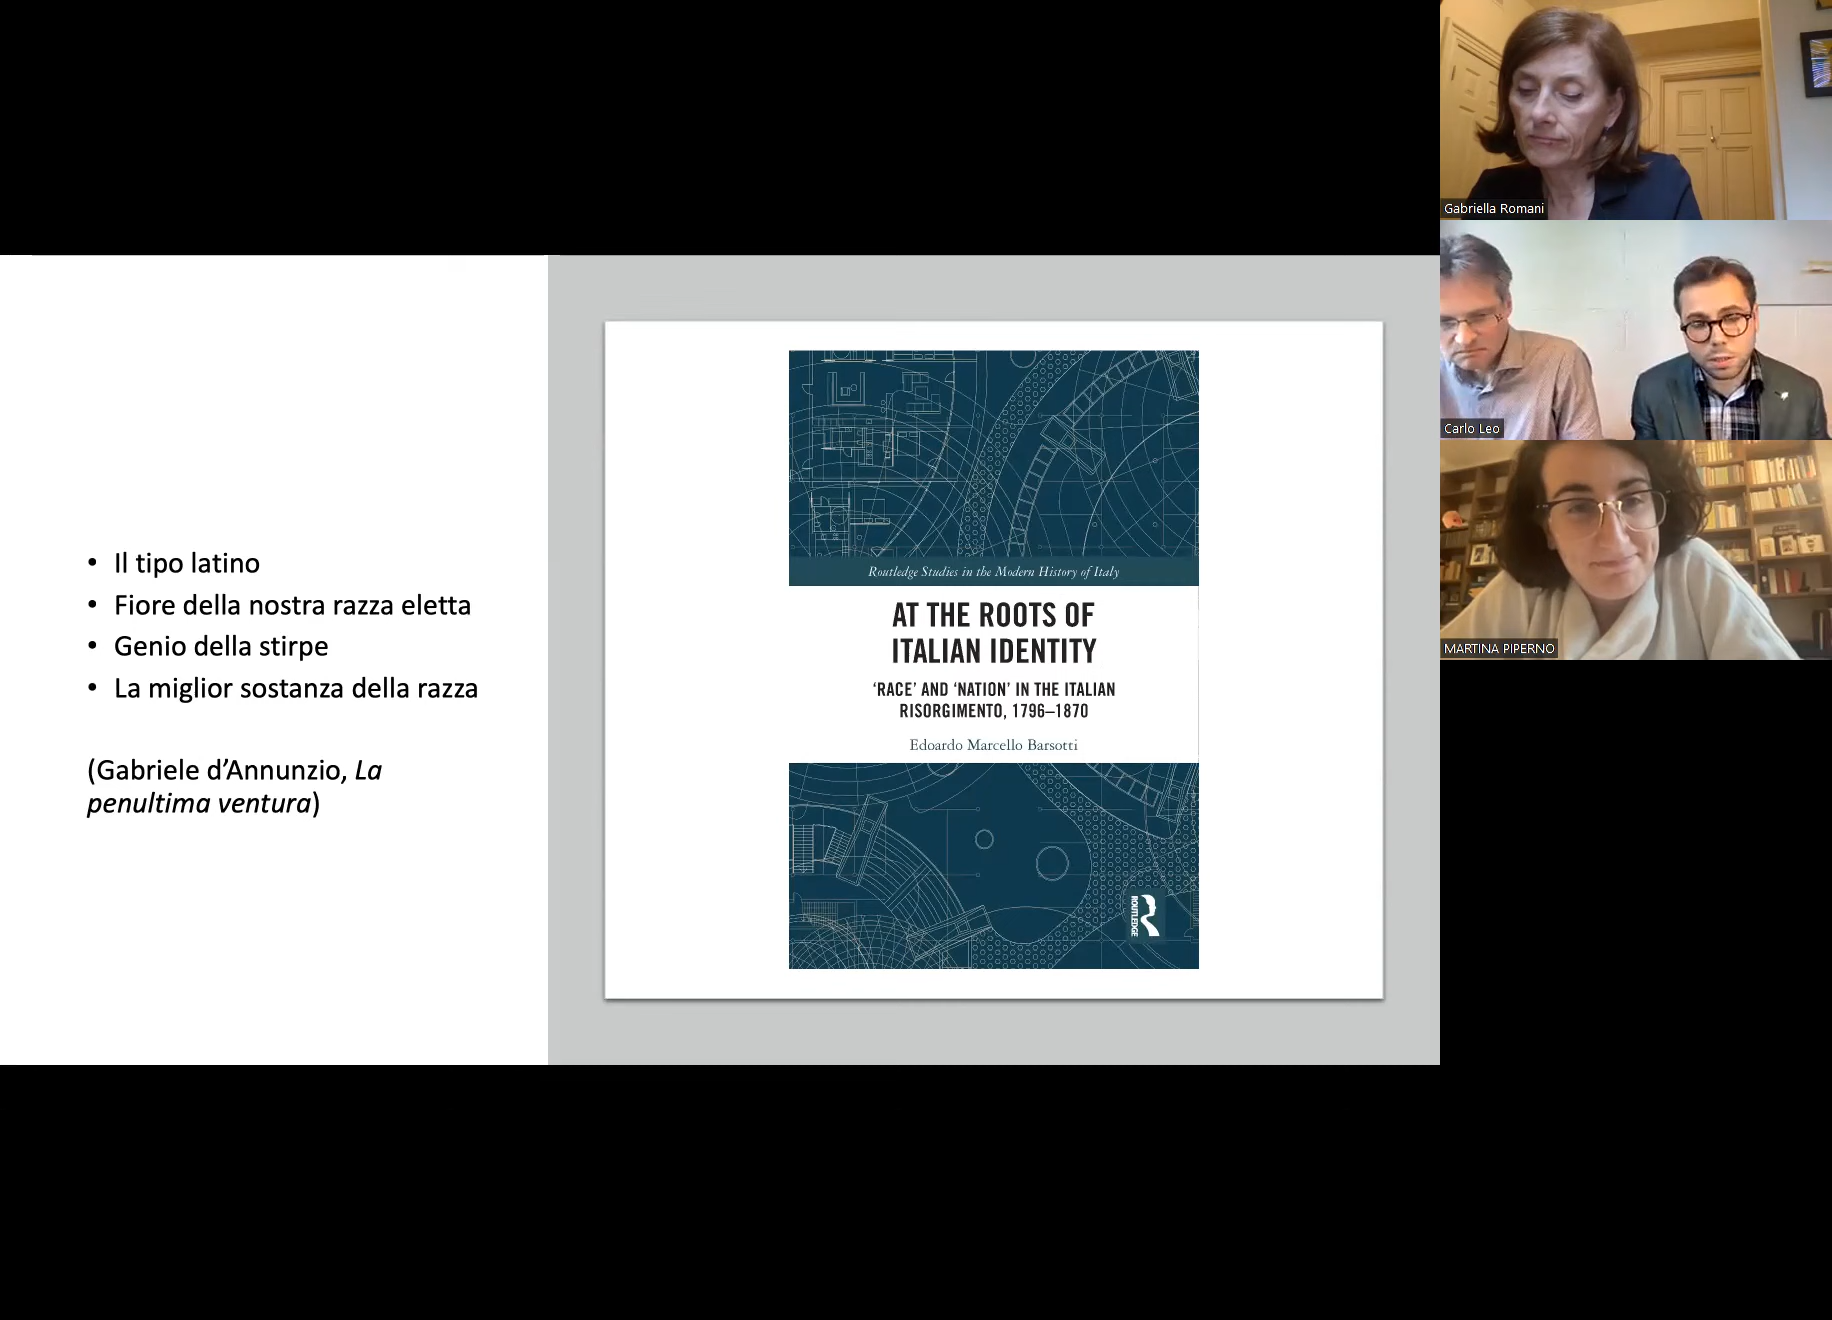 • Il tipo latino
• Fiore della nostra razza eletta
• Genio della stirpe
• La miglior sostanza della razza
(Gabriele d’Annunzio, La
penultima ventura)
Routledge Studies in the Modern History of Italy
AT THE ROOTS OF
ITALIAN IDENTITY
‘RACE’ AND ‘NATION’ IN THE ITALIAN
RISORGIMENTO, 1796–1870
Edoardo Marcello Barsotti
ROUTLEDGE
Gabriella Romani
Carlo Leo
MARTINA PIPERNO